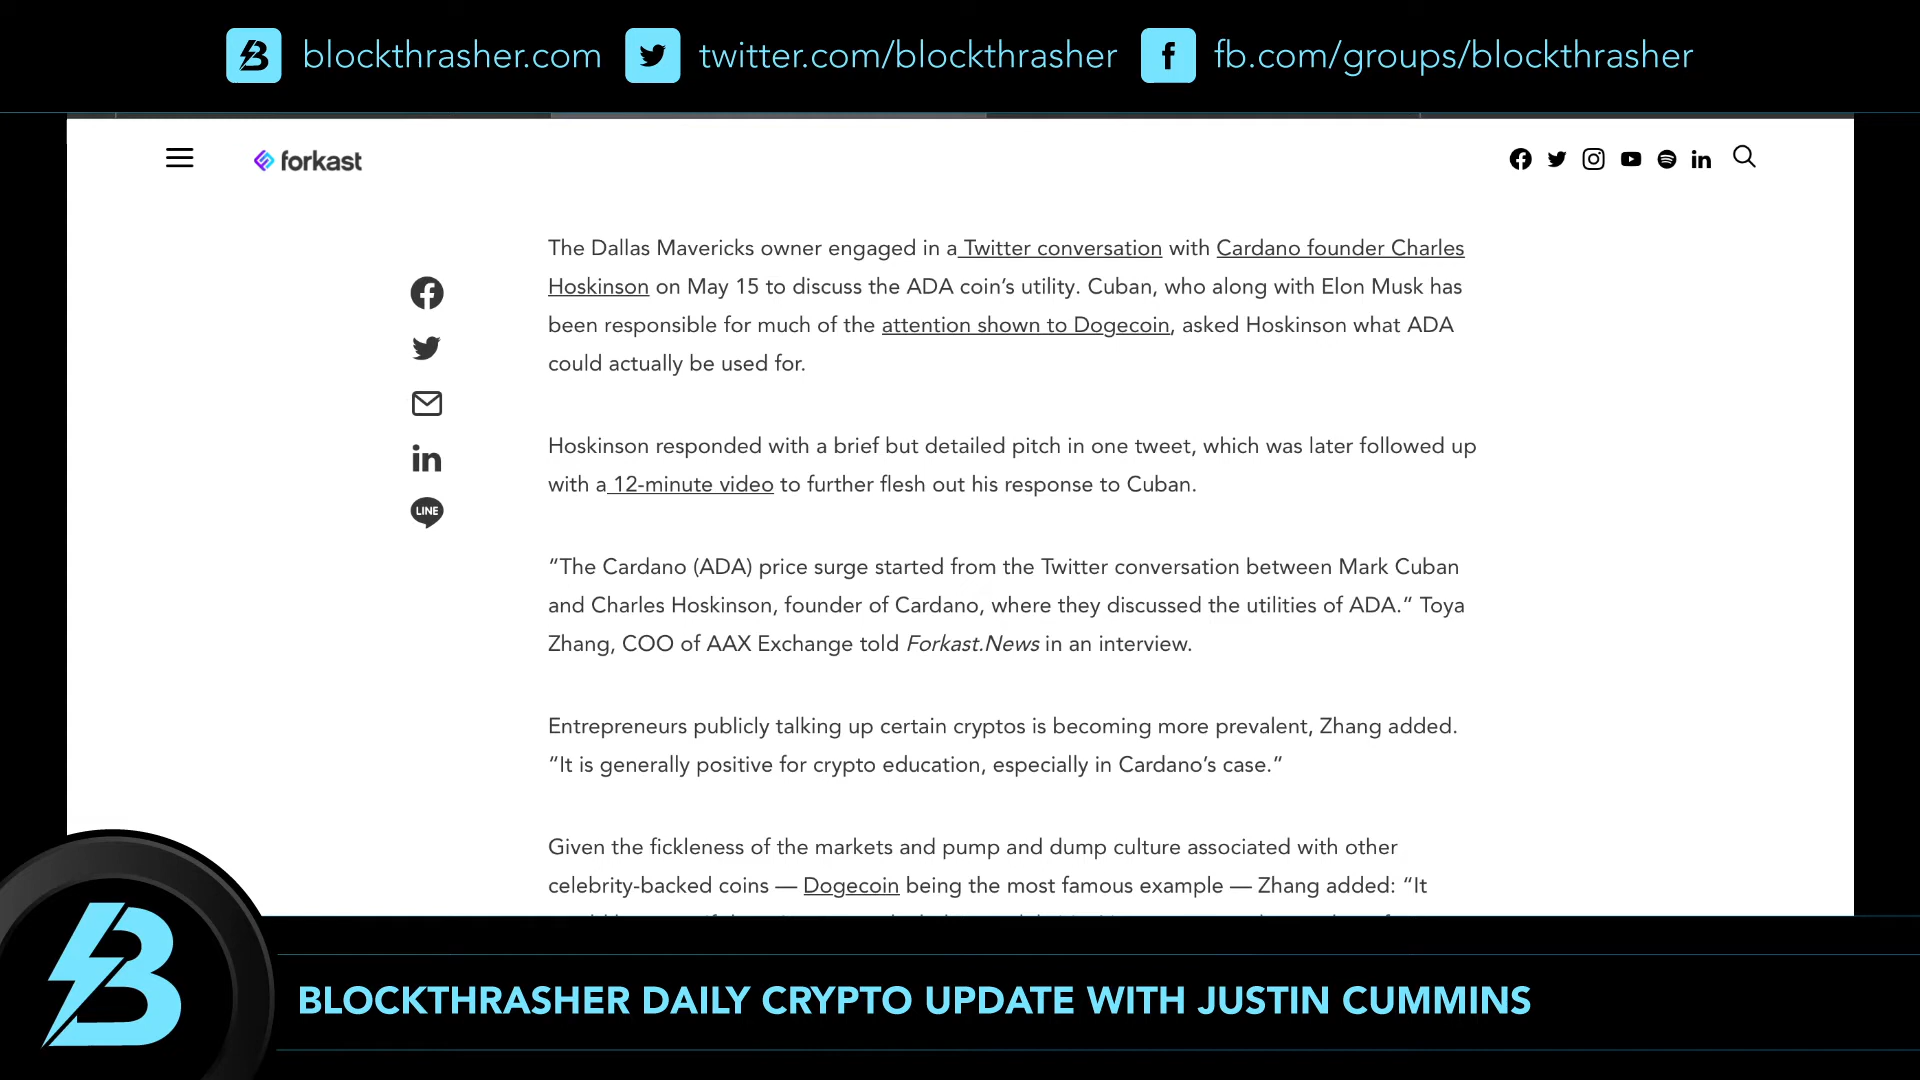 blockthrasher.com twitter.com/blockthrasher fb.com/groups/blockthrasher
forkast
The Dallas Mavericks owner engaged in a Twitter conversation with Cardano founder Charles
Hoskinson on May 15 to discuss the ADA coin’s utility. Cuban, who along with Elon Musk has
been responsible for much of the attention shown to Dogecoin, asked Hoskinson what ADA
could actually be used for.
LINE
Hoskinson responded with a brief but detailed pitch in one tweet, which was later followed up
with a 12-minute video to further flesh out his response to Cuban.
“The Cardano (ADA) price surge started from the Twitter conversation between Mark Cuban
and Charles Hoskinson, founder of Cardano, where they discussed the utilities of ADA.” Toya
Zhang, COO of AAX Exchange told Forkast.News in an interview.
Entrepreneurs publicly talking up certain cryptos is becoming more prevalent, Zhang added.
“It is generally positive for crypto education, especially in Cardano’s case.”
Given the fickleness of the markets and pump and dump culture associated with other
celebrity-backed coins — Dogecoin being the most famous example — Zhang added: “It
BLOCKTHRASHER DAILY CRYPTO UPDATE WITH JUSTIN CUMMINS